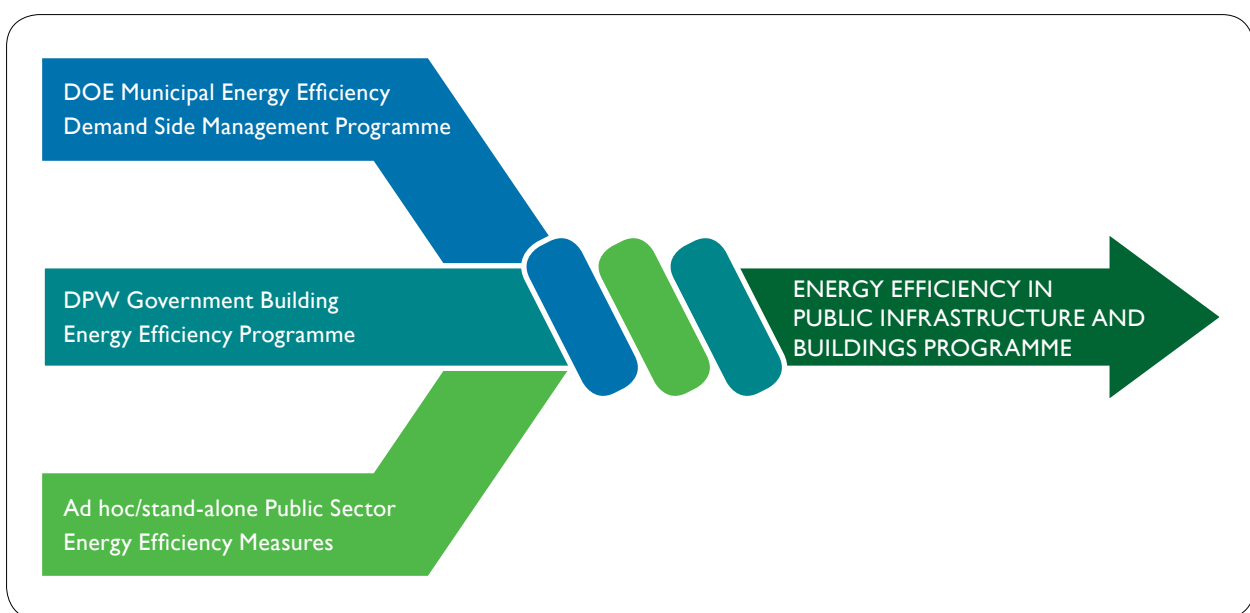 DOE Municipal Energy Efficiency
Demand Side Management Programme
DPW Government Building
Energy Efficiency Programme
Ad hoc/stand-alone Public Sector
Energy Efficiency Measures
ENERGY EFFICIENCY IN
PUBLIC INFRASTRUCTURE AND
BUILDINGS PROGRAMME